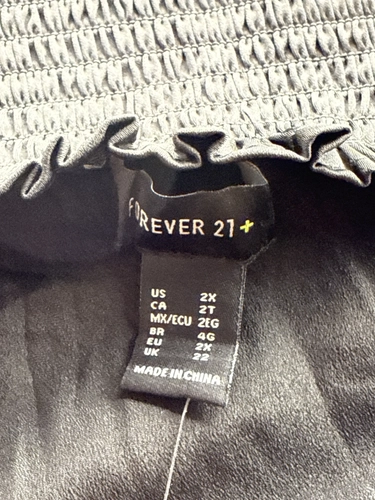 FOREVER 21+
US 2X
CA 2T
MX/ECU 2EG
BR 4G
EU 2X
UK 22
MADE IN CHINA